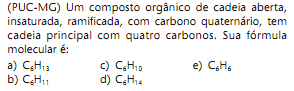 (PUC-MG) Um composto orgânico de cadeia aberta,
insaturada, ramificada, com carbono quaternário, tem
cadeia principal com quatro carbonos. Sua fórmula
molecular é:
a) C₆H₁₃ c) C₆H₁₀ e) C₆H₆
b) C₆H₁₁ d) C₆H₁₄